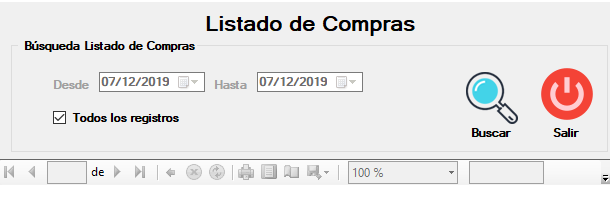 Listado de Compras
Búsqueda Listado de Compras
Desde 07/12/2019 Hasta 07/12/2019
Todos los registros
Buscar Salir
de 100 %